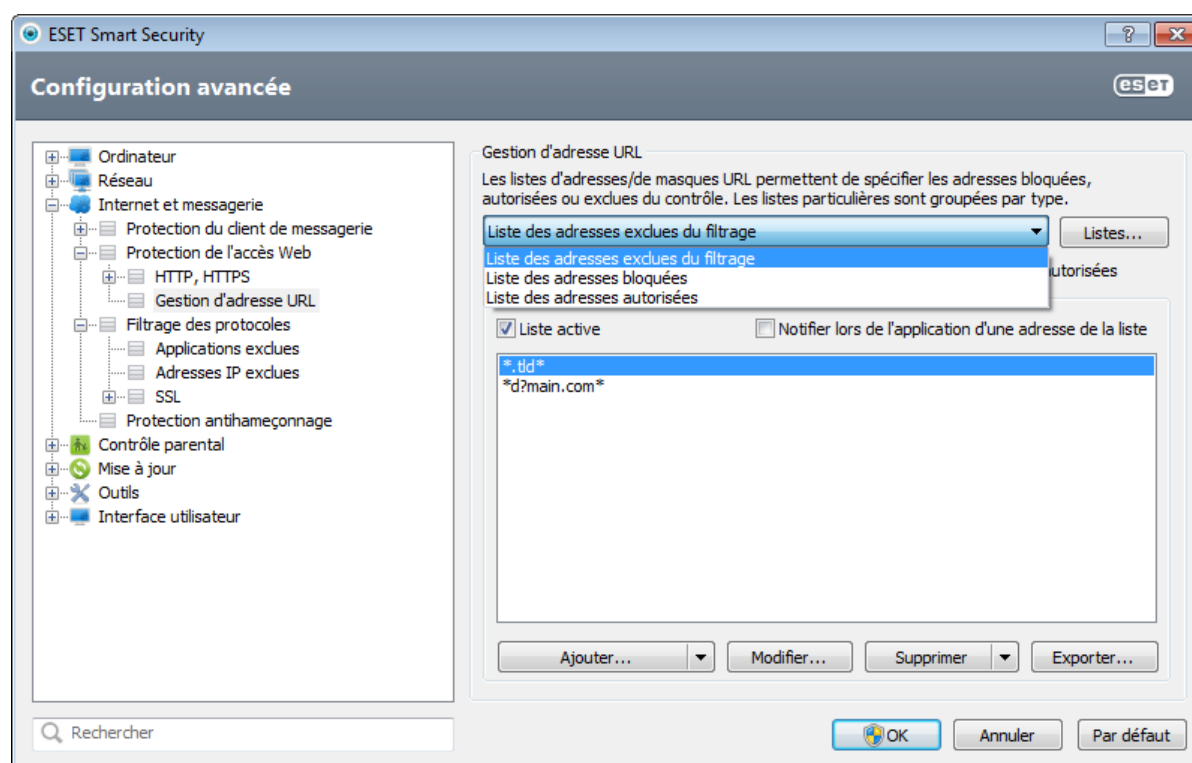 ESET Smart Security
?
Configuration avancée
eset
Ordinateur
Réseau
Internet et messagerie
Protection du client de messagerie
Protection de l'accès Web
HTTP, HTTPS
Gestion d'adresse URL
Filtrage des protocoles
Applications exclues
Adresses IP exclues
SSL
Protection antihameçonnage
Contrôle parental
Mise à jour
Outils
Interface utilisateur
Rechercher
Gestion d'adresse URL
Les listes d'adresses/de masques URL permettent de spécifier les adresses bloquées,
autorisées ou exclues du contrôle. Les listes particulières sont groupées par type.
Liste des adresses exclues du filtrage
Listes...
Liste des adresses exclues du filtrage
Liste des adresses bloquées
Liste des adresses autorisées
utorisées
Liste active
Notifier lors de l'application d'une adresse de la liste
*.tld*
*d?main.com*
Ajouter...
Modifier...
Supprimer
Exporter...
OK
Annuler
Par défaut